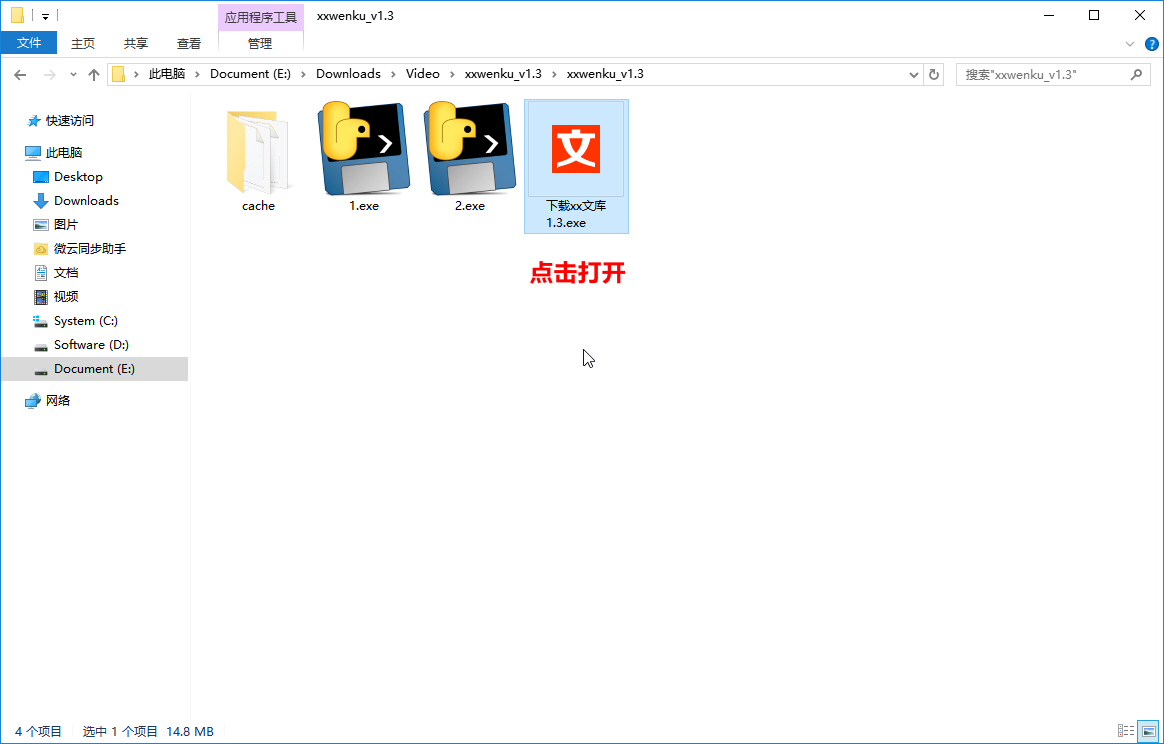 应用程序工具
xxwenku_v1.3
文件
主页
共享
查看
管理
此电脑
Document (E:)
Downloads
Video
xxwenku_v1.3
xxwenku_v1.3
搜索"xxwenku_v1.3"
快速访问
此电脑
Desktop
Downloads
图片
微云同步助手
文档
视频
System (C:)
Software (D:)
Document (E:)
网络
cache
1.exe
2.exe
文
下载xx文库
1.3.exe
点击打开
4 个项目
选中 1 个项目 14.8 MB